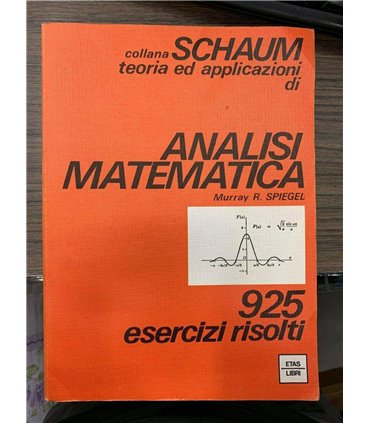 collana SCHAUM
teoria ed applicazioni
di
ANALISI
MATEMATICA
Murray R. SPIEGEL
925
esercizi risolti
ETAS
LIBRI